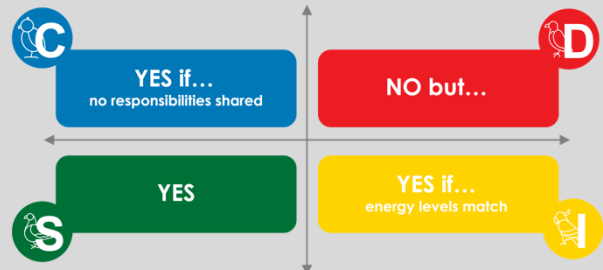 C
YES if...
no responsibilities shared
D
NO but...
S
YES
YES if...
energy levels match
I